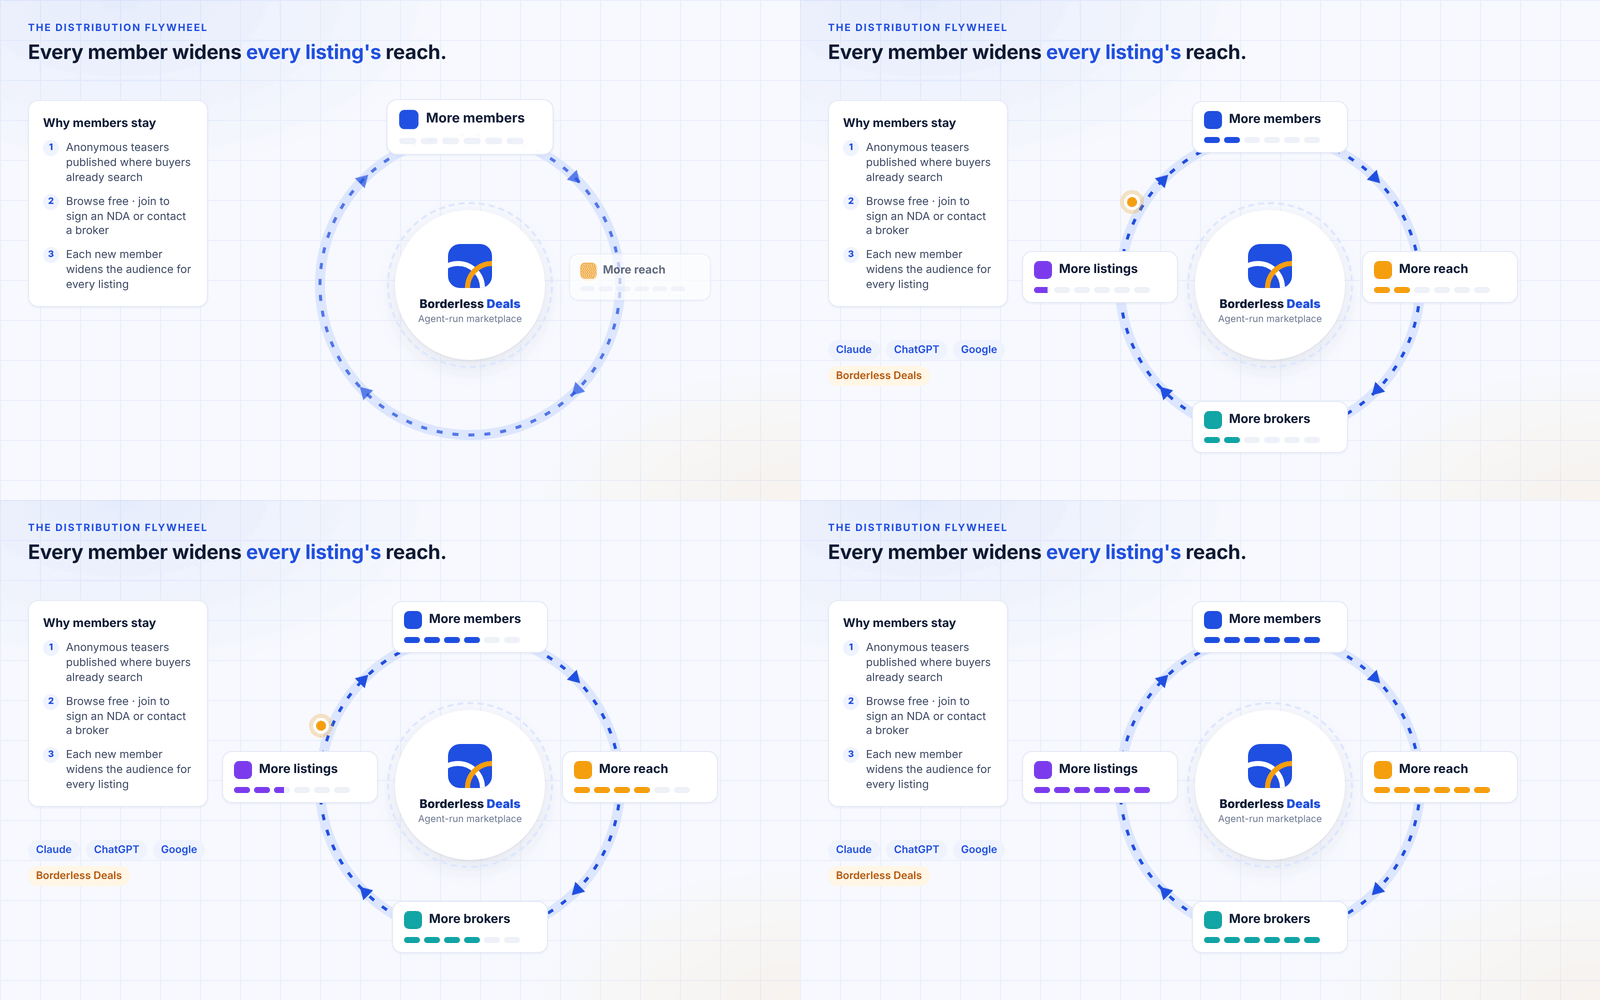 THE DISTRIBUTION FLYWHEEL
Every member widens every listing's reach.
Why members stay
1 Anonymous teasers
published where buyers
already search
2 Browse free · join to
sign an NDA or contact
a broker
3 Each new member
widens the audience for
every listing
More members
More reach
Borderless Deals
Agent-run marketplace
THE DISTRIBUTION FLYWHEEL
Every member widens every listing's reach.
Why members stay
1 Anonymous teasers
published where buyers
already search
2 Browse free · join to
sign an NDA or contact
a broker
3 Each new member
widens the audience for
every listing
Claude ChatGPT Google
Borderless Deals
More members
More listings
More reach
Borderless Deals
Agent-run marketplace
More brokers
THE DISTRIBUTION FLYWHEEL
Every member widens every listing's reach.
Why members stay
1 Anonymous teasers
published where buyers
already search
2 Browse free · join to
sign an NDA or contact
a broker
3 Each new member
widens the audience for
every listing
Claude ChatGPT Google
Borderless Deals
More members
More listings
More reach
Borderless Deals
Agent-run marketplace
More brokers
THE DISTRIBUTION FLYWHEEL
Every member widens every listing's reach.
Why members stay
1 Anonymous teasers
published where buyers
already search
2 Browse free · join to
sign an NDA or contact
a broker
3 Each new member
widens the audience for
every listing
Claude ChatGPT Google
Borderless Deals
More members
More listings
More reach
Borderless Deals
Agent-run marketplace
More brokers